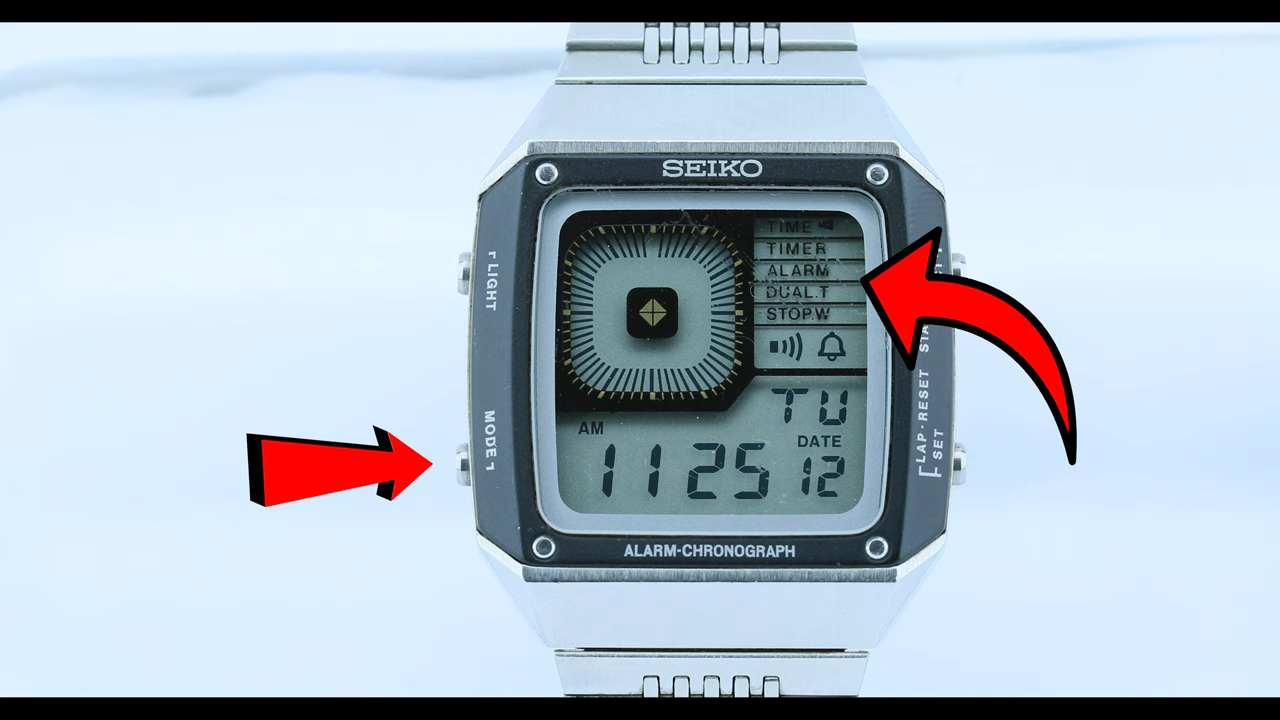 SEIKO
TIME
TIMER
ALARM
DUAL.T
STOP.W
LIGHT
MODE
TU
AM
DATE
11 25 12
LAP·RESET
SET
ALARM-CHRONOGRAPH